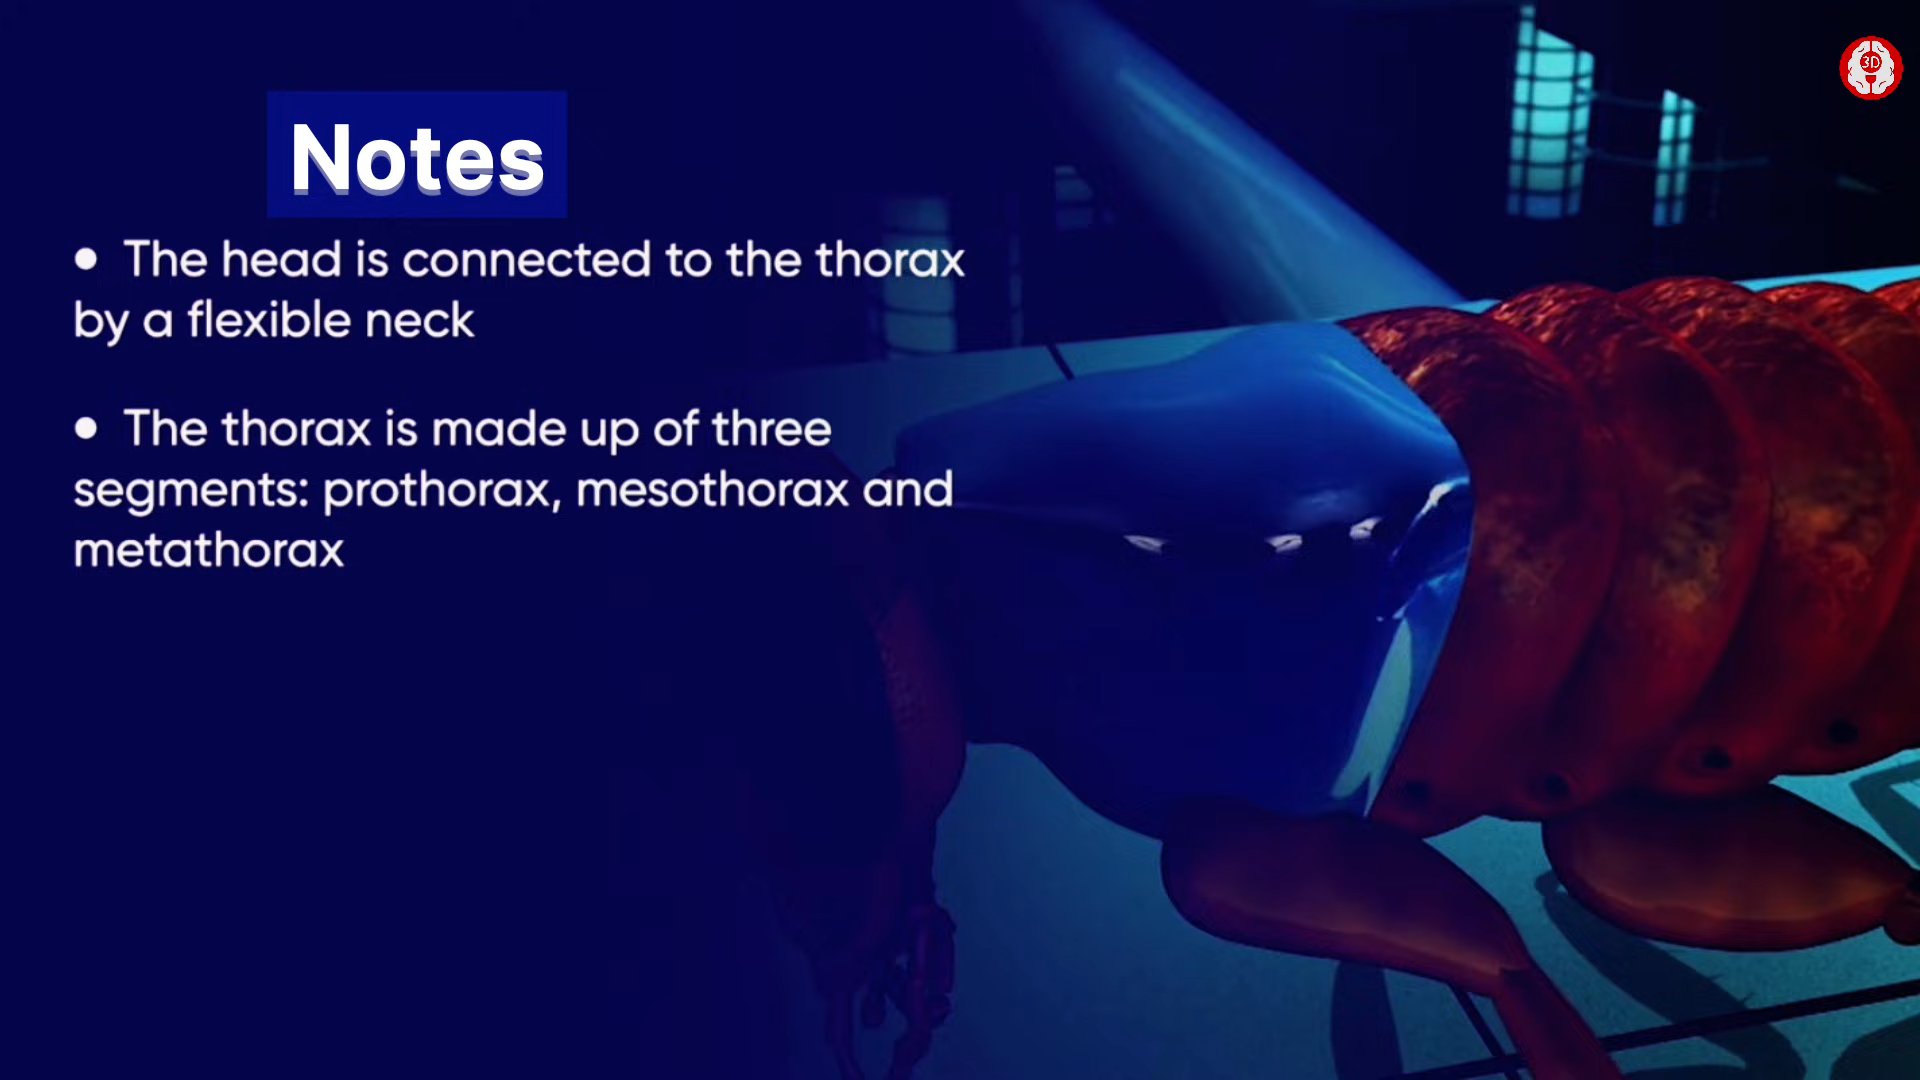 3D
Notes
● The head is connected to the thorax
by a flexible neck
● The thorax is made up of three
segments: prothorax, mesothorax and
metathorax